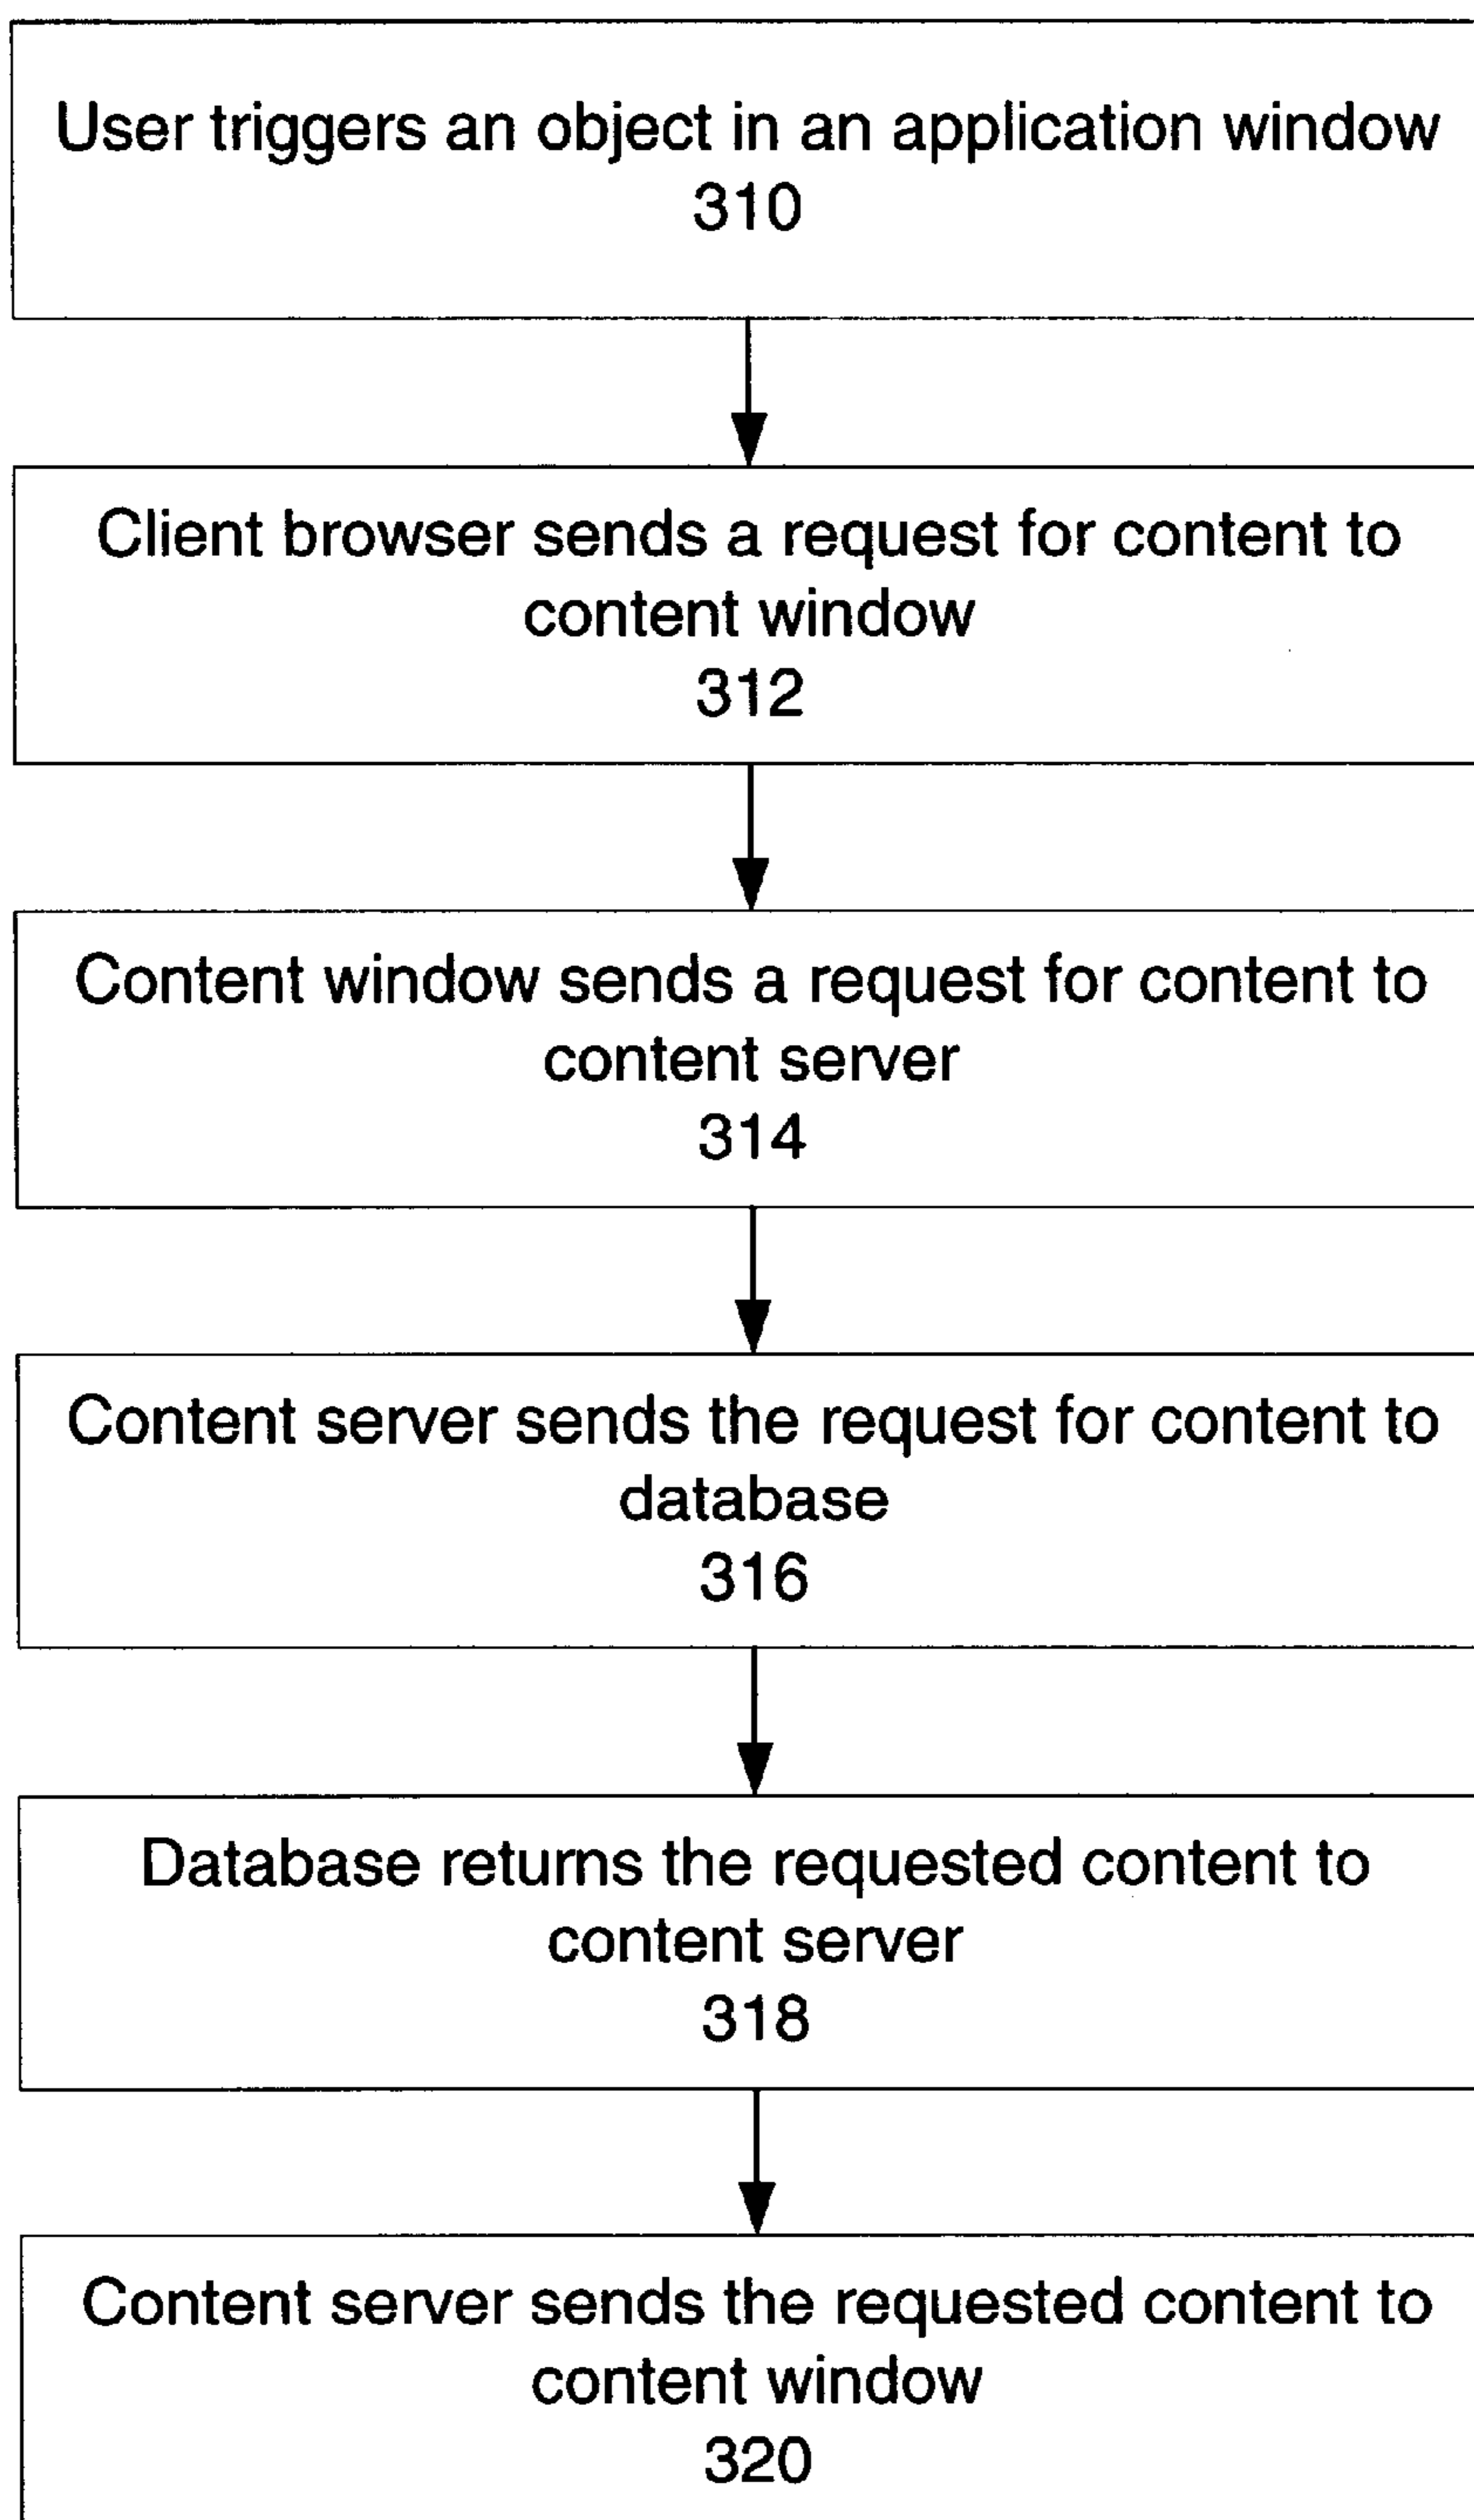 User triggers an object in an application window
310
Client browser sends a request for content to
content window
312
Content window sends a request for content to
content server
314
Content server sends the request for content to
database
316
Database returns the requested content to
content server
318
Content server sends the requested content to
content window
320